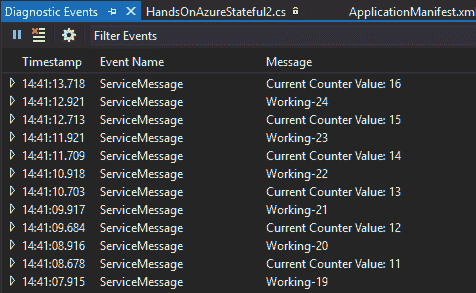 Diagnostic Events HandsOnAzureStateful2.cs ApplicationManifest.xml
Filter Events
Timestamp Event Name Message
14:41:13.718 ServiceMessage Current Counter Value: 16
14:41:12.921 ServiceMessage Working-24
14:41:12.713 ServiceMessage Current Counter Value: 15
14:41:11.921 ServiceMessage Working-23
14:41:11.709 ServiceMessage Current Counter Value: 14
14:41:10.918 ServiceMessage Working-22
14:41:10.703 ServiceMessage Current Counter Value: 13
14:41:09.917 ServiceMessage Working-21
14:41:09.684 ServiceMessage Current Counter Value: 12
14:41:08.916 ServiceMessage Working-20
14:41:08.678 ServiceMessage Current Counter Value: 11
14:41:07.915 ServiceMessage Working-19